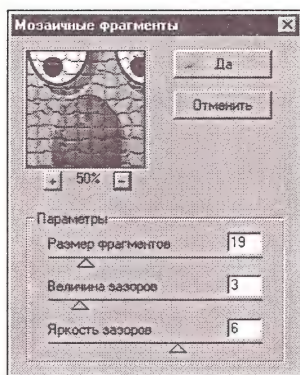 Мозаичные фрагменты
Да
Отменить
+ 50% -
Параметры
Размер фрагментов 19
Величина зазоров 3
Яркость зазоров 6